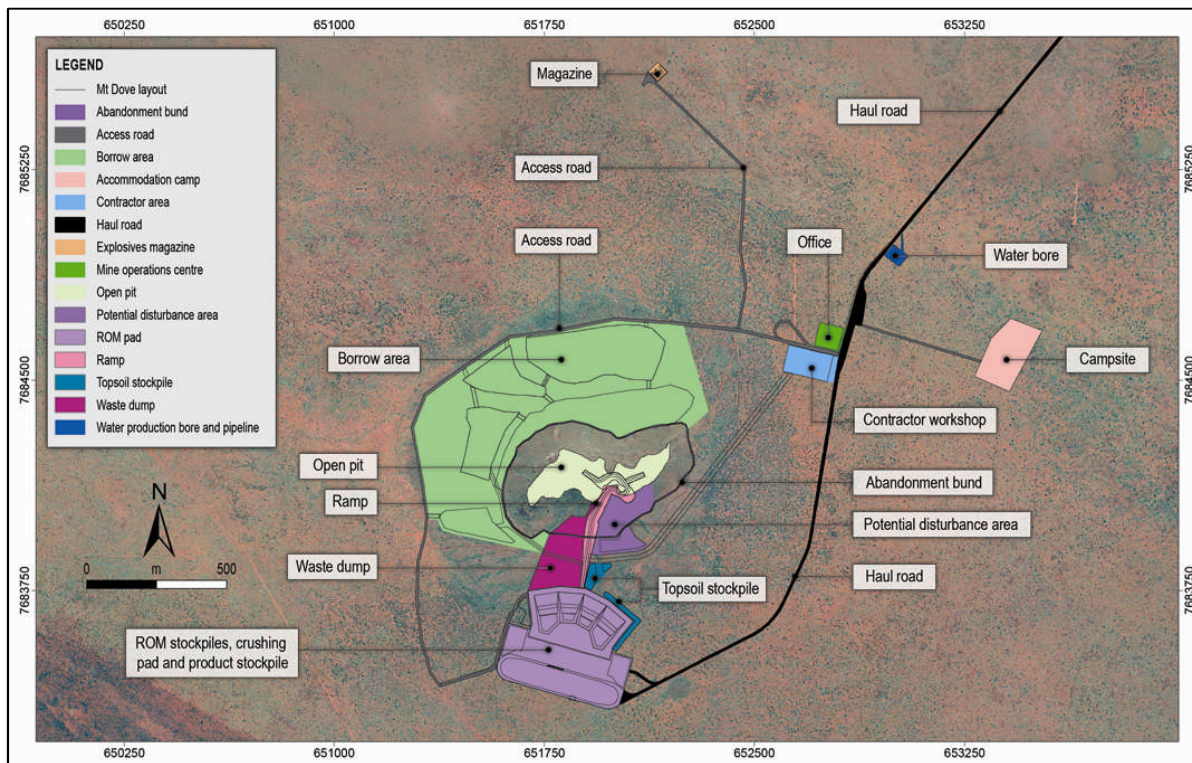 650250
651000
651750
652500
653250
7685250
7684500
7683750
7685250
7684500
7683750
LEGEND
Mt Dove layout
Abandonment bund
Access road
Borrow area
Accommodation camp
Contractor area
Haul road
Explosives magazine
Mine operations centre
Open pit
Potential disturbance area
ROM pad
Ramp
Topsoil stockpile
Waste dump
Water production bore and pipeline
Magazine
Haul road
Access road
Access road
Office
Water bore
Borrow area
Campsite
Contractor workshop
Open pit
Abandonment bund
Ramp
Potential disturbance area
N
0 m 500
Waste dump
Topsoil stockpile
Haul road
ROM stockpiles, crushing
pad and product stockpile
650250
651000
651750
652500
653250